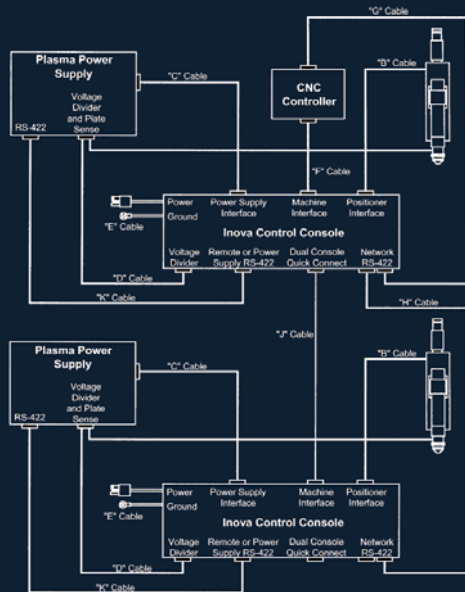 "G" Cable
Plasma Power
Supply
"C" Cable
"B" Cable
CNC
Controller
Voltage
Divider
and Plate
Sense
RS-422
"F" Cable
Power
Ground
"E" Cable
Power Supply
Interface
Machine
Interface
Positioner
Interface
Inova Control Console
Voltage
Divider
Remote or Power
Supply RS-422
Dual Console
Quick Connect
Network
RS-422
"D" Cable
"K" Cable
"H" Cable
"J" Cable
Plasma Power
Supply
"C" Cable
"B" Cable
Voltage
Divider
and Plate
Sense
RS-422
Power
Ground
"E" Cable
Power Supply
Interface
Machine
Interface
Positioner
Interface
Inova Control Console
Voltage
Divider
Remote or Power
Supply RS-422
Dual Console
Quick Connect
Network
RS-422
"D" Cable
"K" Cable